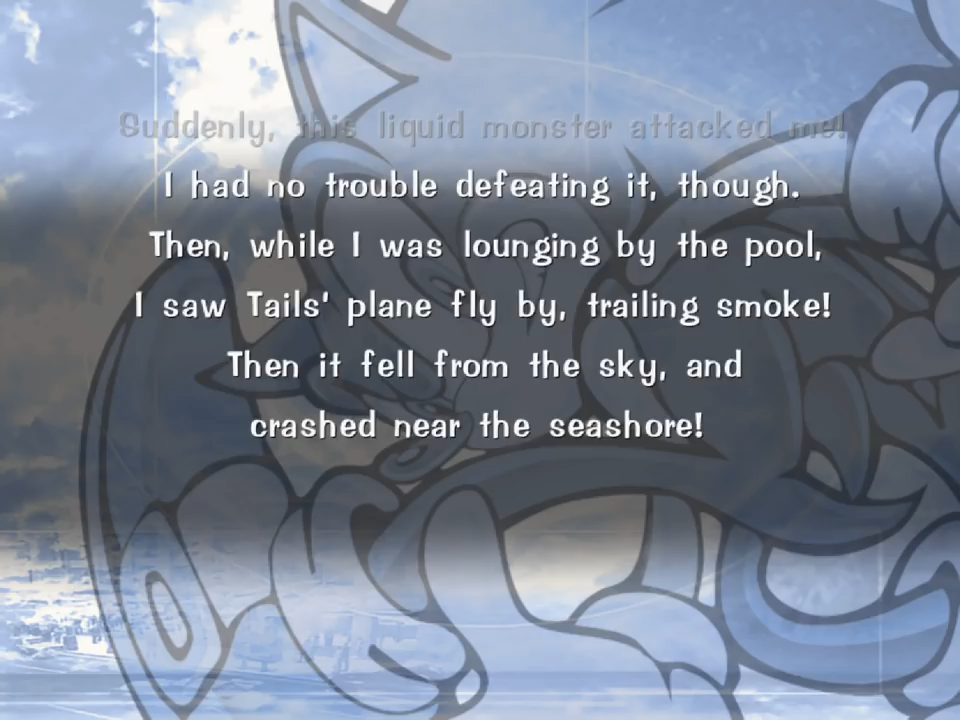 Suddenly, this liquid monster attacked me!
I had no trouble defeating it, though.
Then, while I was lounging by the pool,
I saw Tails' plane fly by, trailing smoke!
Then it fell from the sky, and
crashed near the seashore!